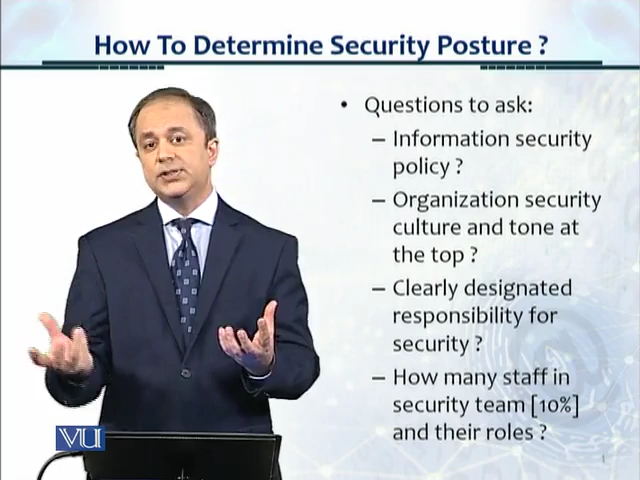 How To Determine Security Posture ?
• Questions to ask:
– Information security
policy ?
– Organization security
culture and tone at
the top ?
– Clearly designated
responsibility for
security ?
– How many staff in
security team [10%]
and their roles ?
VU
1